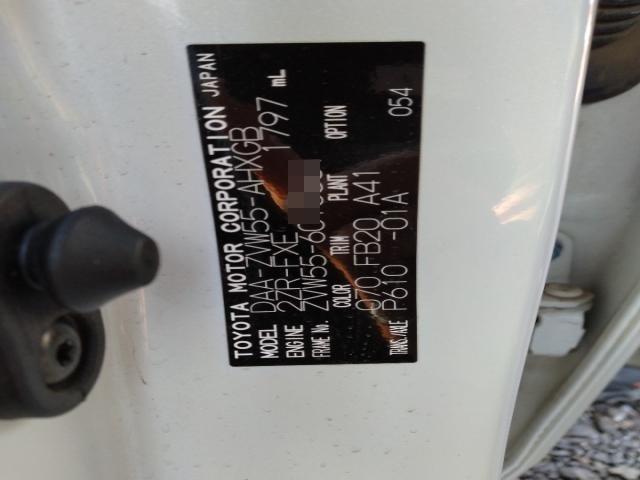 TOYOTA MOTOR CORPORATION JAPAN
MODEL DAA-ZVW55-AHXGB
ENGINE 2ZR-FXE 1797 mL
FRAME No. ZVW55-60
COLOR TRIM PLANT OPTION
070 FB20 A41 054
TRANS/AXLE P610 -01A